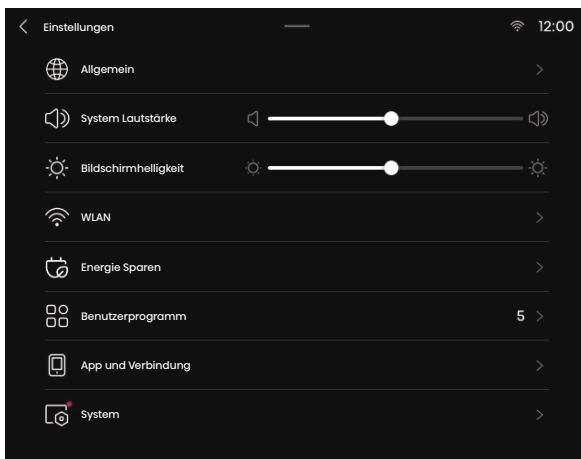 Einstellungen 12:00
Allgemein
System Lautstärke
Bildschirmhelligkeit
WLAN
Energie Sparen
Benutzerprogramm 5
App und Verbindung
System